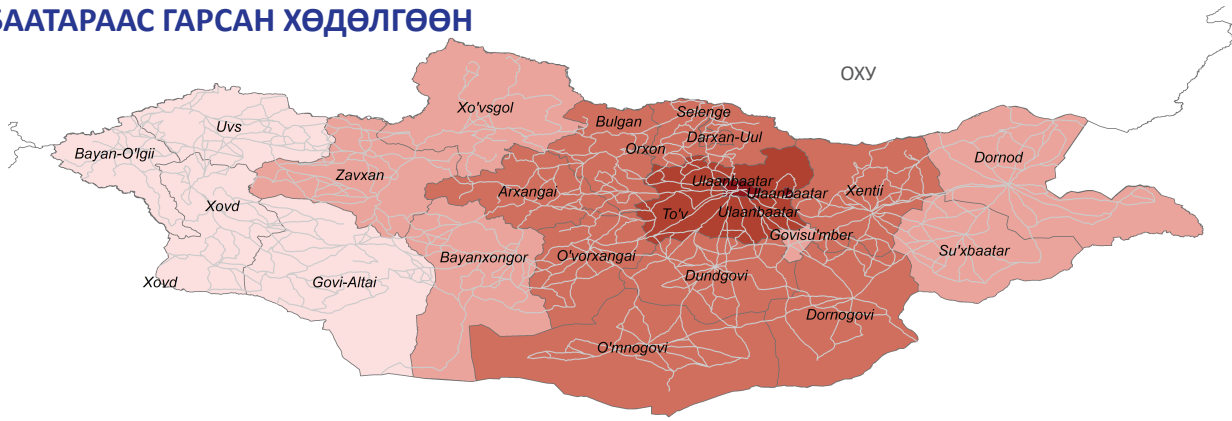 БААТАРААС ГАРСАН ХӨДӨЛГӨӨН
ОХУ
Xo'vsgol
Selenge
Bulgan
Uvs
Darxan-Uul
Orxon
Bayan-O'lgii
Dornod
Zavxan
Ulaanbaatar
Arxangai
Ulaanbaatar
Xentii
Xovd
To'v
Ulaanbaatar
Govisu'mber
Su'xbaatar
O'vorxangai
Bayanxongor
Dundgovi
Xovd
Govi-Altai
Dornogovi
O'mnogovi